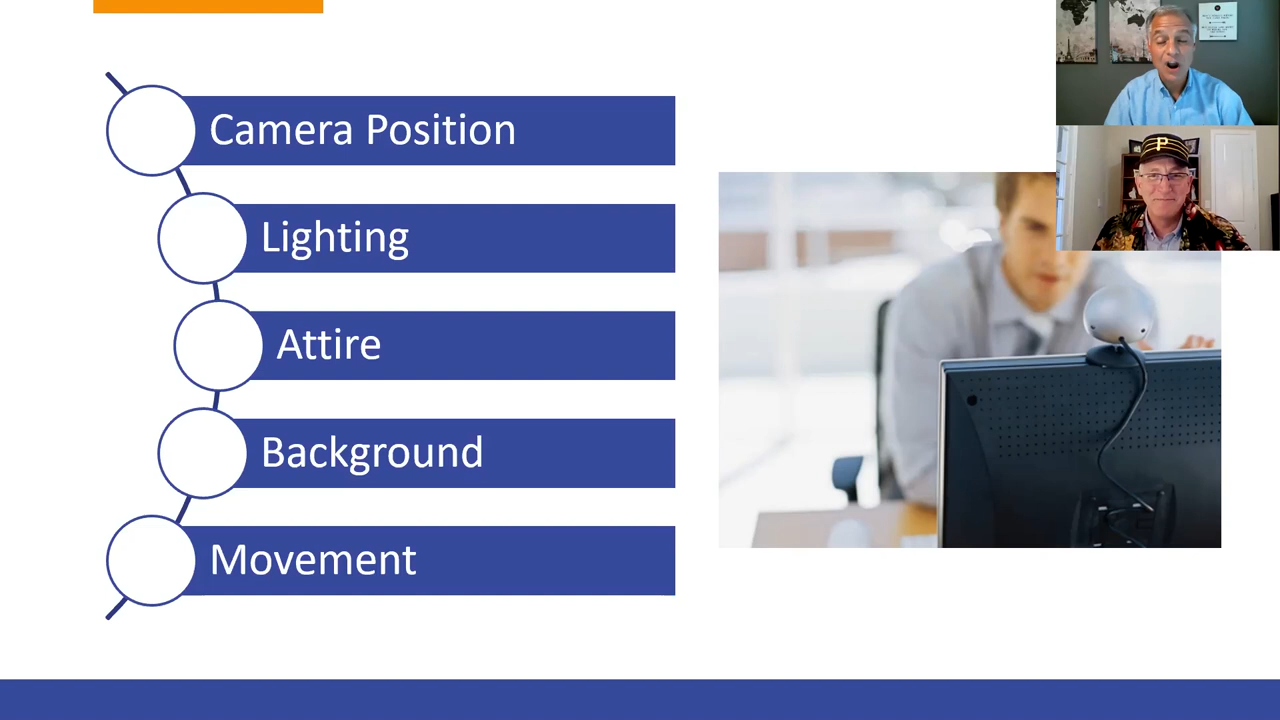 Camera Position
Lighting
Attire
Background
Movement
P